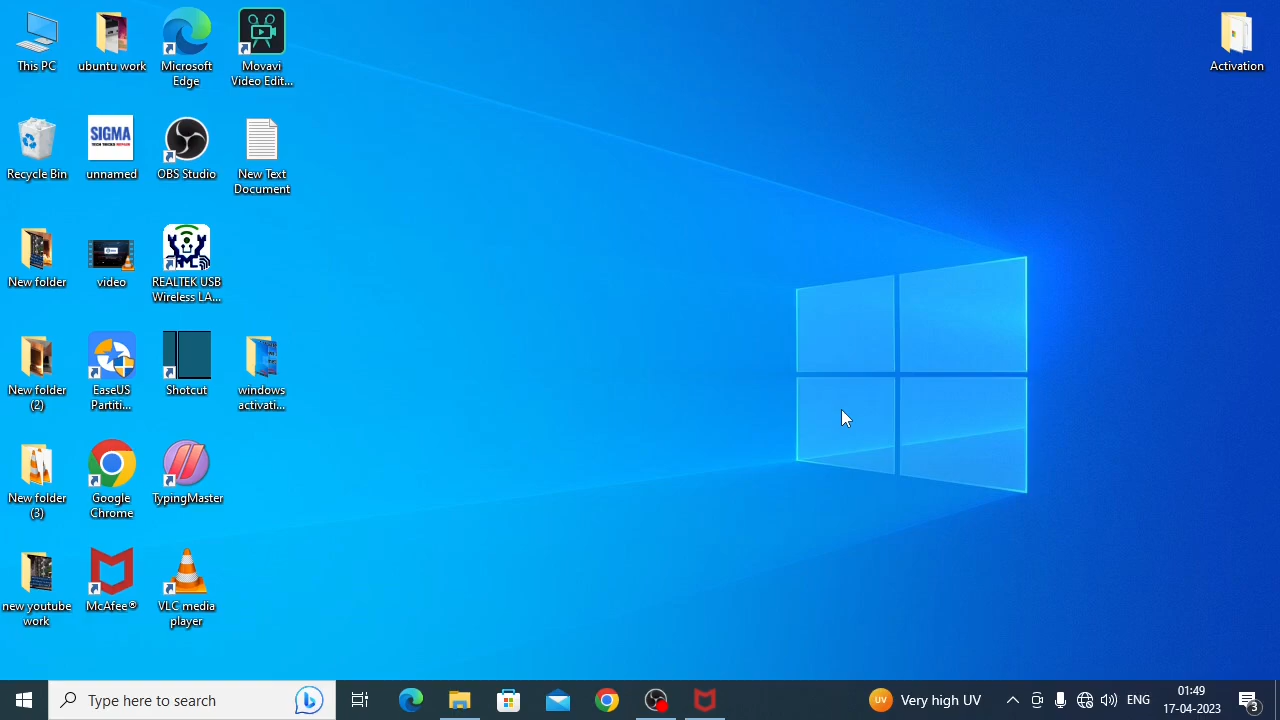 This PC
ubuntu work
Microsoft
Edge
Movavi
Video Edit...
Activation
Recycle Bin
SIGMA
TECH TRICKS REPAIR
unnamed
OBS Studio
New Text
Document
New folder
video
REALTEK USB
Wireless LA...
New folder
(2)
EaseUS
Partiti...
Shotcut
windows
activati...
New folder
(3)
Google
Chrome
TypingMaster
new youtube
work
McAfee®
VLC media
player
Type here to search
UV
Very high UV
ENG
01:49
17-04-2023
3